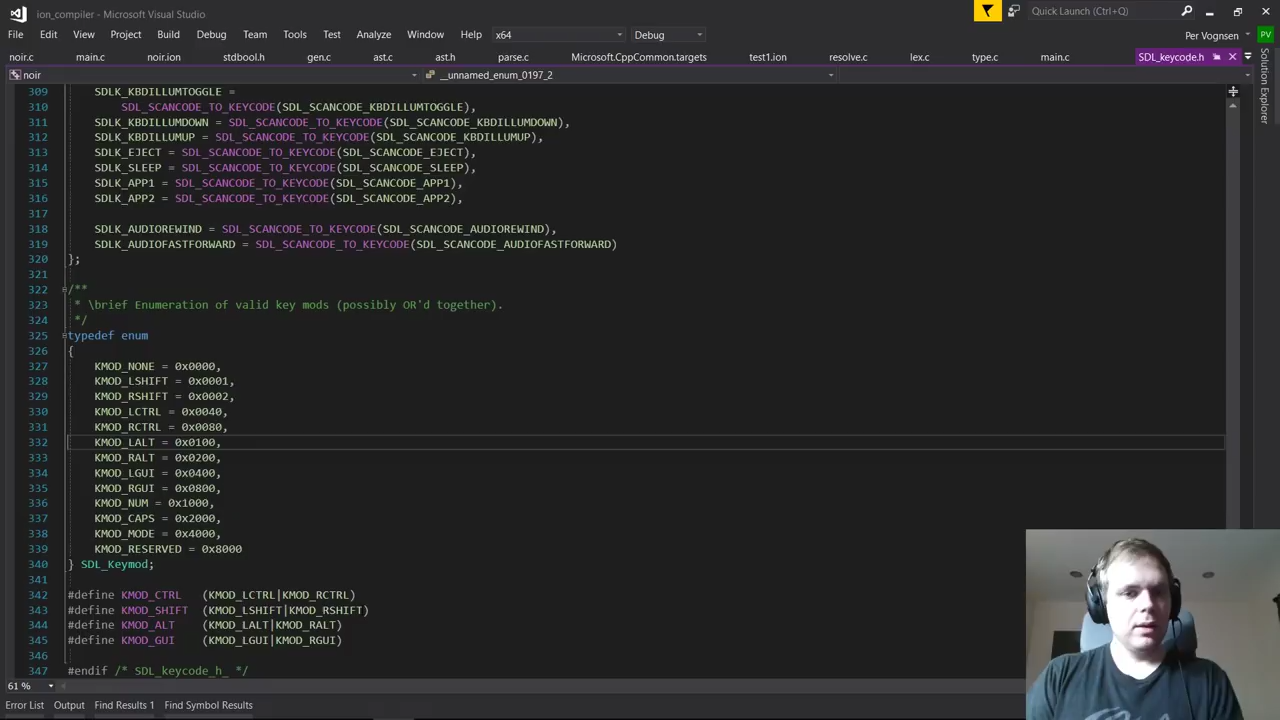 ion_compiler - Microsoft Visual Studio
Quick Launch (Ctrl+Q)
File Edit View Project Build Debug Team Tools Test Analyze Window Help x64 Debug Per Vognsen PV
noir.c main.c noir.ion stdbool.h gen.c ast.c ast.h parse.c Microsoft.CppCommon.targets test1.ion resolve.c lex.c type.c main.c SDL_keycode.h
noir __unnamed_enum_0197_2
Solution Explorer
309 SDLK_KBDILLUMTOGGLE =
310 SDL_SCANCODE_TO_KEYCODE(SDL_SCANCODE_KBDILLUMTOGGLE),
311 SDLK_KBDILLUMDOWN = SDL_SCANCODE_TO_KEYCODE(SDL_SCANCODE_KBDILLUMDOWN),
312 SDLK_KBDILLUMUP = SDL_SCANCODE_TO_KEYCODE(SDL_SCANCODE_KBDILLUMUP),
313 SDLK_EJECT = SDL_SCANCODE_TO_KEYCODE(SDL_SCANCODE_EJECT),
314 SDLK_SLEEP = SDL_SCANCODE_TO_KEYCODE(SDL_SCANCODE_SLEEP),
315 SDLK_APP1 = SDL_SCANCODE_TO_KEYCODE(SDL_SCANCODE_APP1),
316 SDLK_APP2 = SDL_SCANCODE_TO_KEYCODE(SDL_SCANCODE_APP2),
317
318 SDLK_AUDIOREWIND = SDL_SCANCODE_TO_KEYCODE(SDL_SCANCODE_AUDIOREWIND),
319 SDLK_AUDIOFASTFORWARD = SDL_SCANCODE_TO_KEYCODE(SDL_SCANCODE_AUDIOFASTFORWARD)
320 };
321
322 /**
323 * \brief Enumeration of valid key mods (possibly OR'd together).
324 */
325 typedef enum
326 {
327 KMOD_NONE = 0x0000,
328 KMOD_LSHIFT = 0x0001,
329 KMOD_RSHIFT = 0x0002,
330 KMOD_LCTRL = 0x0040,
331 KMOD_RCTRL = 0x0080,
332 KMOD_LALT = 0x0100,
333 KMOD_RALT = 0x0200,
334 KMOD_LGUI = 0x0400,
335 KMOD_RGUI = 0x0800,
336 KMOD_NUM = 0x1000,
337 KMOD_CAPS = 0x2000,
338 KMOD_MODE = 0x4000,
339 KMOD_RESERVED = 0x8000
340 } SDL_Keymod;
341
342 #define KMOD_CTRL (KMOD_LCTRL|KMOD_RCTRL)
343 #define KMOD_SHIFT (KMOD_LSHIFT|KMOD_RSHIFT)
344 #define KMOD_ALT (KMOD_LALT|KMOD_RALT)
345 #define KMOD_GUI (KMOD_LGUI|KMOD_RGUI)
346
347 #endif /* SDL_keycode_h_ */
61 %
Error List Output Find Results 1 Find Symbol Results